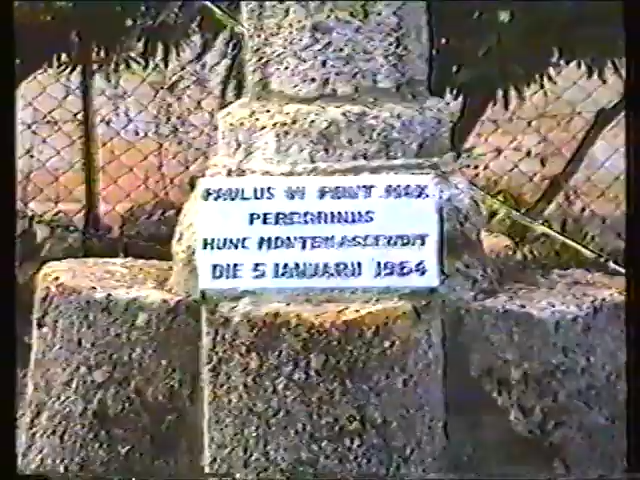 PAULUS VI PONT MAX
PEREGRINUS
HUNC MONTEM ASCENDIT
DIE 5 IANUARII 1964